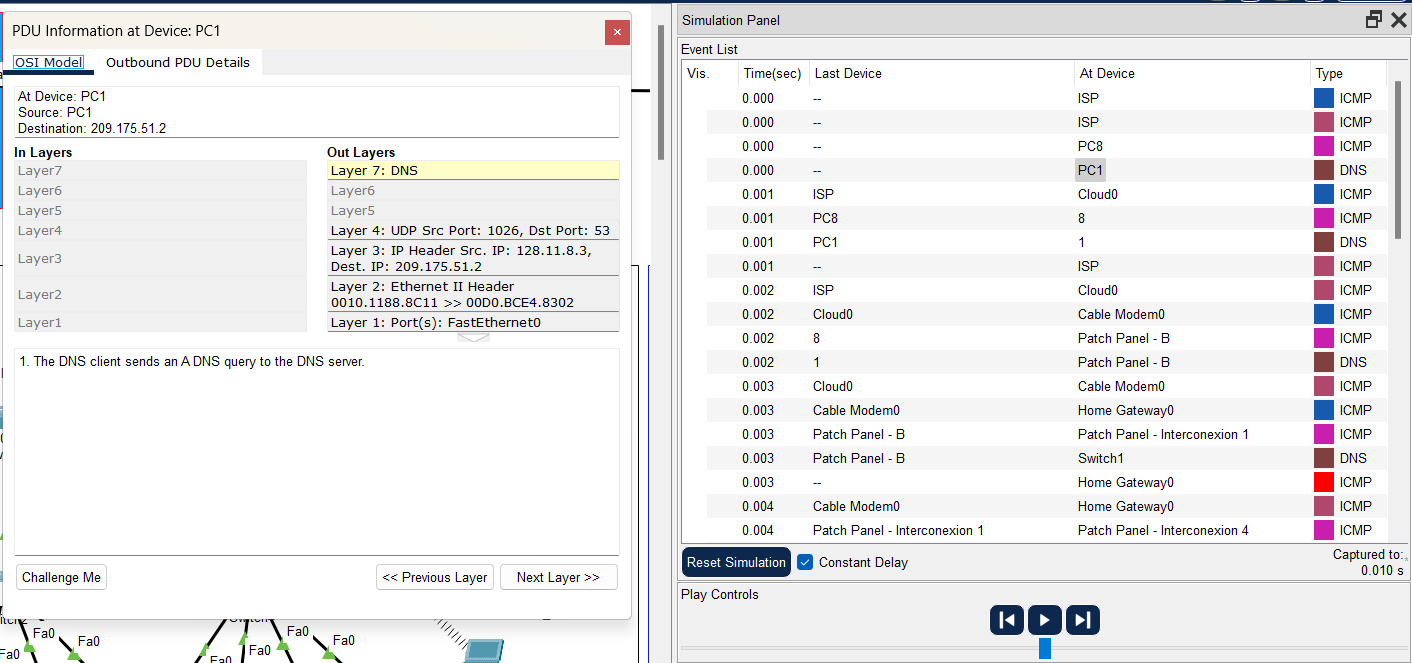 PDU Information at Device: PC1
OSI Model Outbound PDU Details
At Device: PC1
Source: PC1
Destination: 209.175.51.2
In Layers
Layer7
Layer6
Layer5
Layer4
Layer3
Layer2
Layer1
Out Layers
Layer 7: DNS
Layer6
Layer5
Layer 4: UDP Src Port: 1026, Dst Port: 53
Layer 3: IP Header Src. IP: 128.11.8.3,
Dest. IP: 209.175.51.2
Layer 2: Ethernet II Header
0010.1188.8C11 >> 00D0.BCE4.8302
Layer 1: Port(s): FastEthernet0
1. The DNS client sends an A DNS query to the DNS server.
Challenge Me << Previous Layer Next Layer >>
Fa0 Fa0 Fa0 Fa0
Fa0 Fa0 Fa0
Simulation Panel
Event List
Vis. Time(sec) Last Device At Device Type
0.000 -- ISP ICMP
0.000 -- ISP ICMP
0.000 -- PC8 ICMP
0.000 -- PC1 DNS
0.001 ISP Cloud0 ICMP
0.001 PC8 8 ICMP
0.001 PC1 1 DNS
0.001 -- ISP ICMP
0.002 ISP Cloud0 ICMP
0.002 Cloud0 Cable Modem0 ICMP
0.002 8 Patch Panel - B ICMP
0.002 1 Patch Panel - B DNS
0.003 Cloud0 Cable Modem0 ICMP
0.003 Cable Modem0 Home Gateway0 ICMP
0.003 Patch Panel - B Patch Panel - Interconexion 1 ICMP
0.003 Patch Panel - B Switch1 DNS
0.003 -- Home Gateway0 ICMP
0.004 Cable Modem0 Home Gateway0 ICMP
0.004 Patch Panel - Interconexion 1 Patch Panel - Interconexion 4 ICMP
Reset Simulation Constant Delay
Captured to:
0.010 s
Play Controls